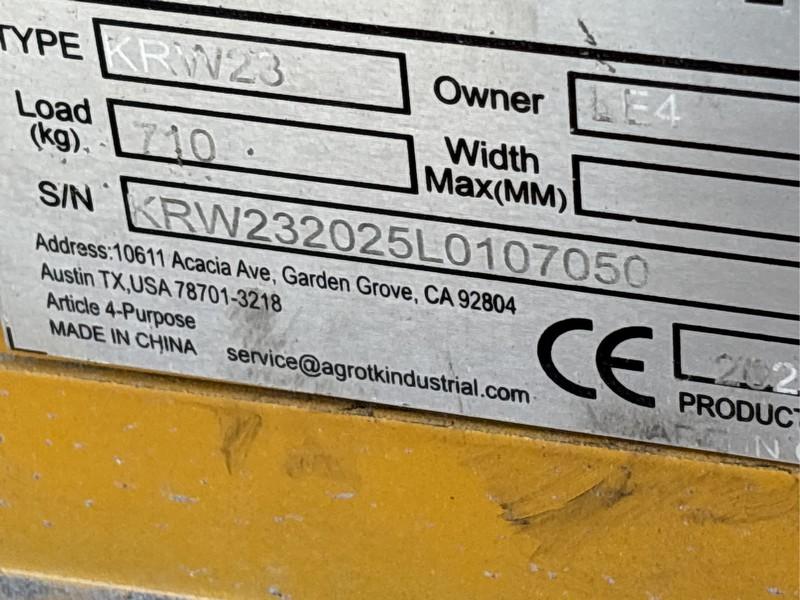 TYPE KRW23 Owner LE4
Load (kg) 710 Width Max(MM)
S/N KRW232025L0107050
Address:10611 Acacia Ave, Garden Grove, CA 92804
Austin TX,USA 78701-3218
Article 4-Purpose
MADE IN CHINA service@agrotkindustrial.com
CE 202
PRODUCT